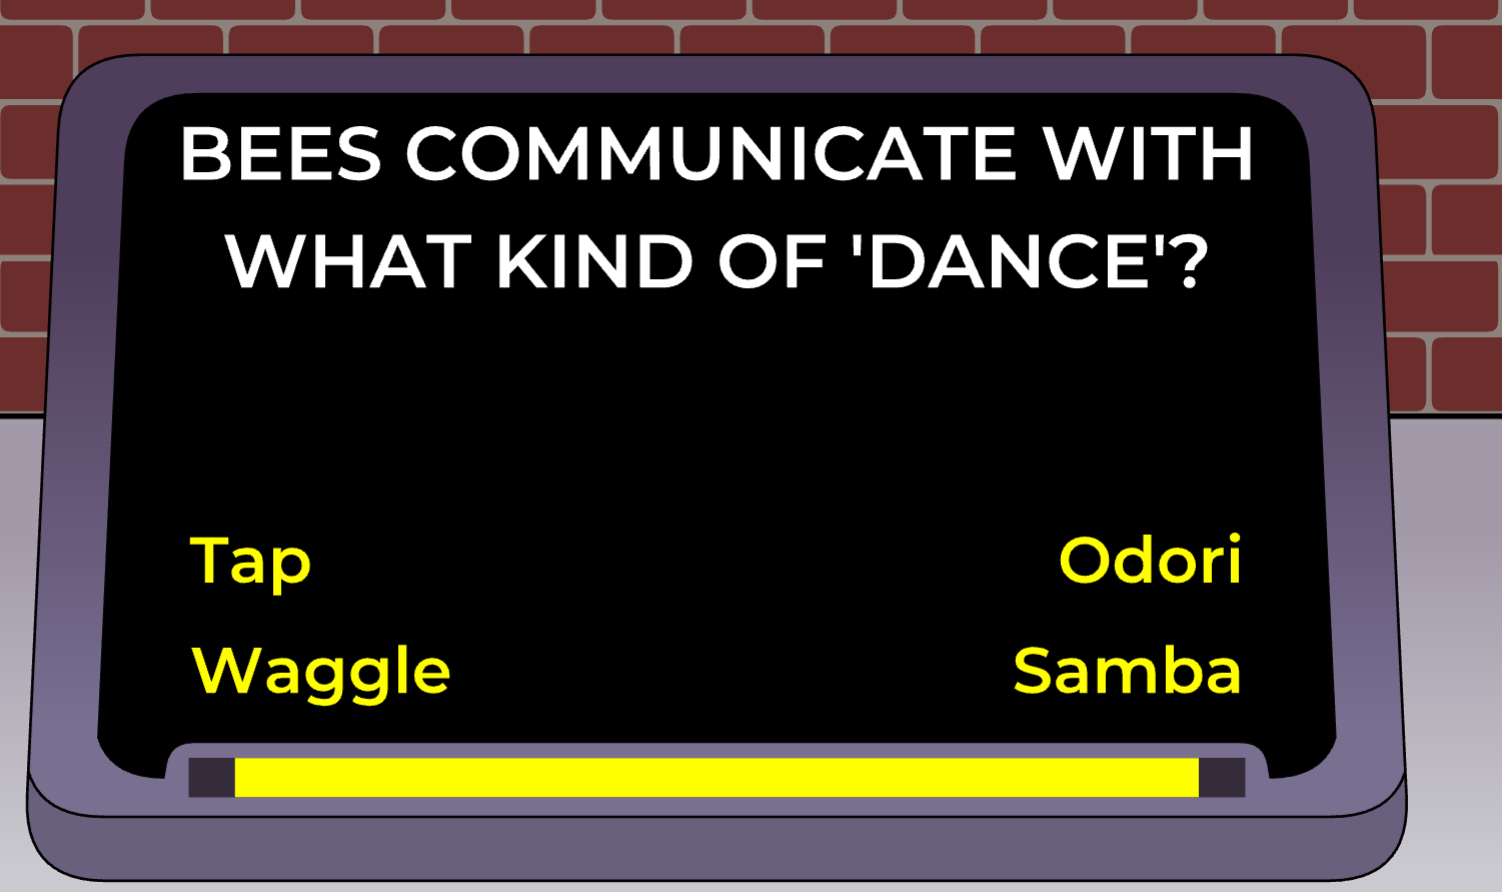 BEES COMMUNICATE WITH
WHAT KIND OF 'DANCE'?
Tap
Odori
Waggle
Samba